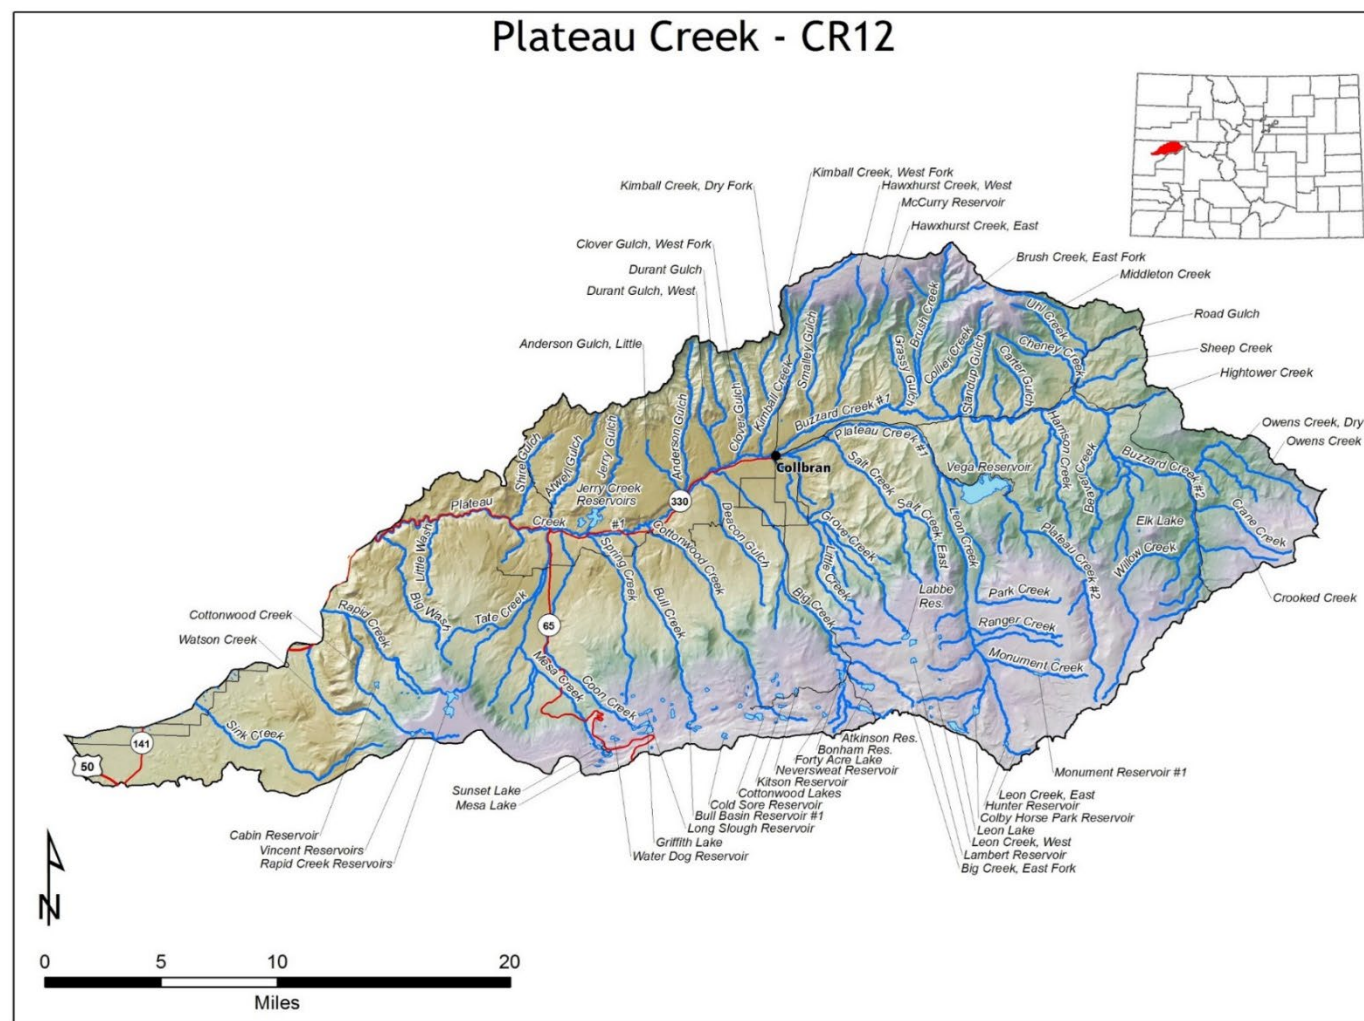 Plateau Creek - CR12
Kimball Creek, West Fork
Kimball Creek, Dry Fork
Hawxhurst Creek, West
McCurry Reservoir
Hawxhurst Creek, East
Clover Gulch, West Fork
Brush Creek, East Fork
Durant Gulch
Middleton Creek
Durant Gulch, West
Road Gulch
Anderson Gulch, Little
Sheep Creek
Hightower Creek
Owens Creek, Dry
Owens Creek
Uhl Creek
Brush Creek
Smalley Gulch
Grassy Gulch
Collier Creek
Standup Gulch
Carter Gulch
Cheney Creek
Kimball Creek
Clover Gulch
Anderson Gulch
Buzzard Creek #1
Plateau Creek #1
Collbran
Harrison Creek
Beaver Creek
Buzzard Creek #2
Shire Gulch
Atwell Gulch
Jerry Gulch
Jerry Creek
Reservoirs
Vega Reservoir
Salt Creek
Salt Creek, East
Leon Creek
330
Plateau
Creek
#1
Elk Lake
Crane Creek
Willow Creek
Plateau Creek #2
Little Wash
Big Wash
Tate Creek
Spring Creek
Cottonwood Creek
Deacon Gulch
Bull Creek
Grove Creek
Little Creek
Big Creek
Labbe
Res.
Park Creek
Ranger Creek
Monument Creek
Crooked Creek
Cottonwood Creek
Rapid Creek
Watson Creek
65
Mesa Creek
Coon Creek
Sink Creek
141
50
Atkinson Res.
Bonham Res.
Forty Acre Lake
Neversweat Reservoir
Kitson Reservoir
Cottonwood Lakes
Cold Sore Reservoir
Bull Basin Reservoir #1
Long Slough Reservoir
Griffith Lake
Water Dog Reservoir
Sunset Lake
Mesa Lake
Cabin Reservoir
Vincent Reservoirs
Rapid Creek Reservoirs
Monument Reservoir #1
Leon Creek, East
Hunter Reservoir
Colby Horse Park Reservoir
Leon Lake
Leon Creek, West
Lambert Reservoir
Big Creek, East Fork
N
0 5 10 20
Miles